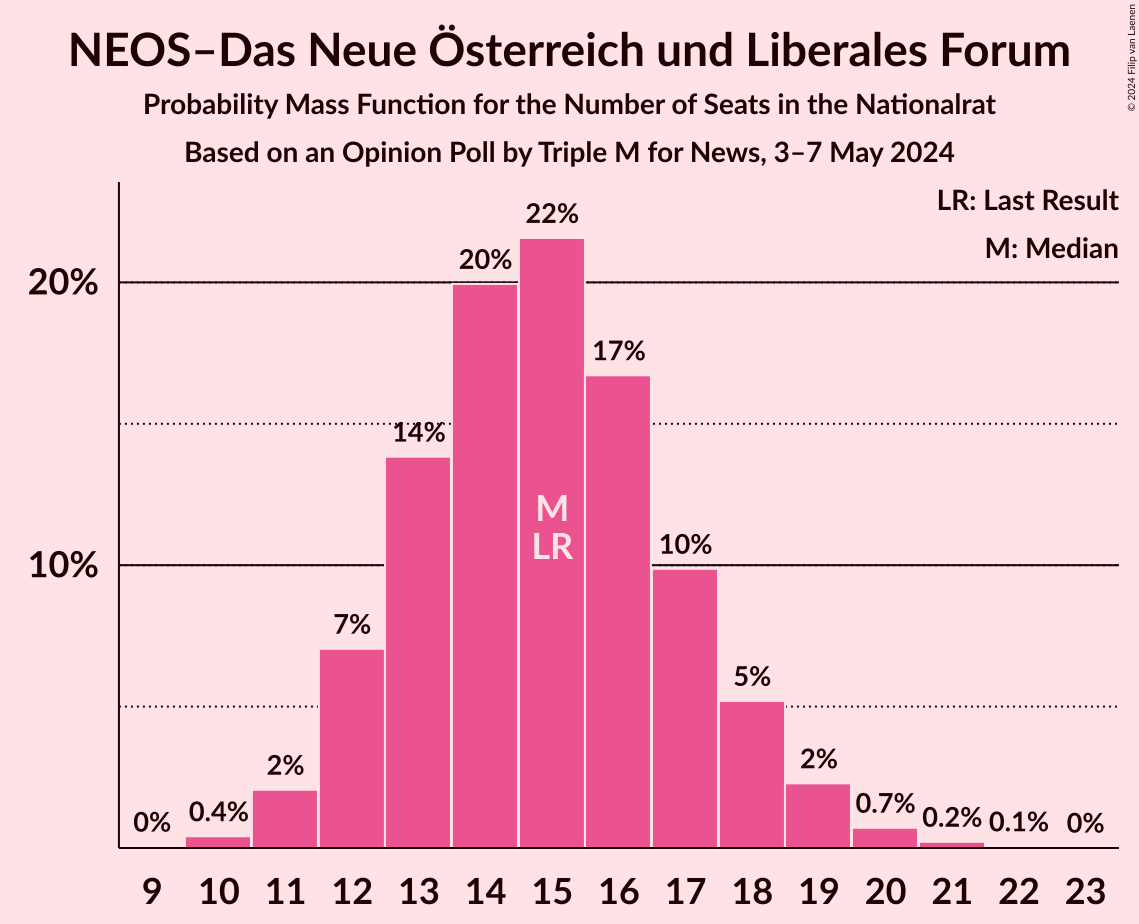 NEOS–Das Neue Österreich und Liberales Forum
Probability Mass Function for the Number of Seats in the Nationalrat
Based on an Opinion Poll by Triple M for News, 3–7 May 2024
© 2024 Filip van Laenen
LR: Last Result
M: Median
20%
10%
0%
0.4%
2%
7%
14%
20%
22%
17%
10%
5%
2%
0.7%
0.2%
0.1%
0%
M
LR
9 10 11 12 13 14 15 16 17 18 19 20 21 22 23